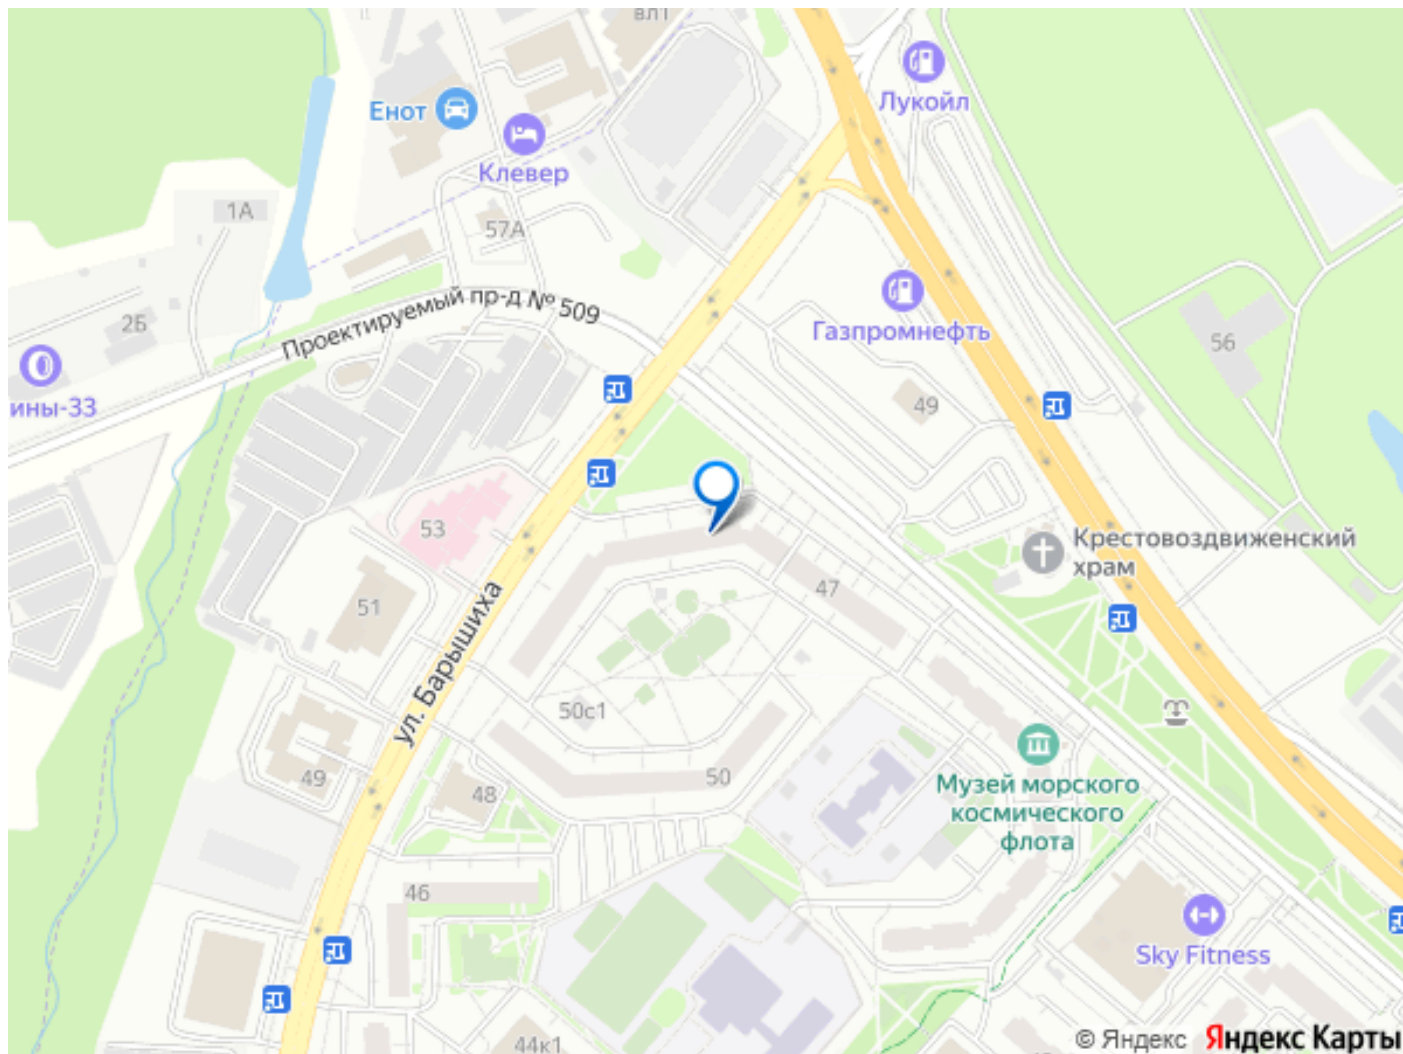 вл1
Лукойл
Енот
Клевер
1А
57А
Проектируемый пр-д № 509
2Б
Газпромнефть
56
ины-33
49
53
Крестовоздвиженский
храм
47
51
ул. Барышиха
50с1
49
50
48
Музей морского
космического
флота
46
Sky Fitness
44к1
© Яндекс Яндекс Карты